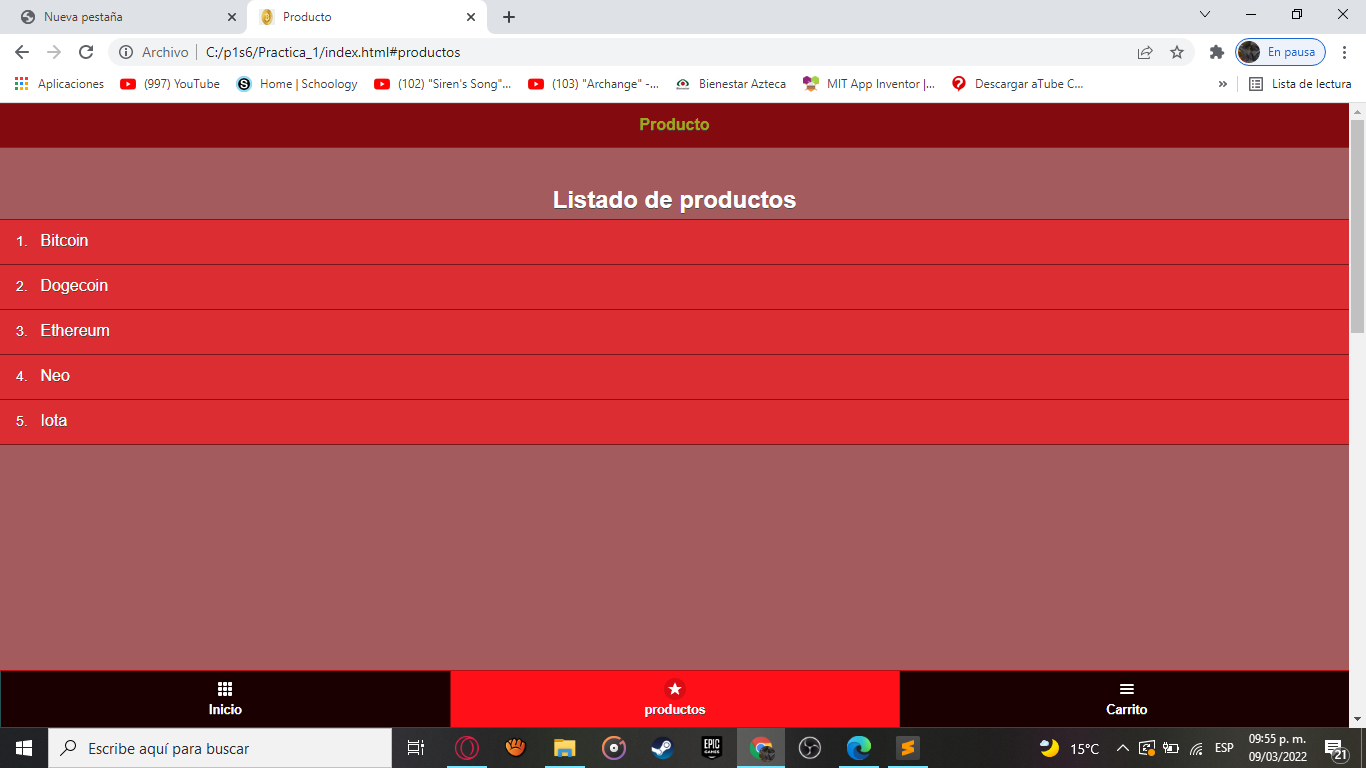 Nueva pestaña
Producto
Archivo
C:/p1s6/Practica_1/index.html#productos
En pausa
Aplicaciones
(997) YouTube
Home | Schoology
(102) "Siren's Song"...
(103) "Archange" -...
Bienestar Azteca
MIT App Inventor |...
Descargar aTube C...
»
Lista de lectura
Producto
Listado de productos
1. Bitcoin
2. Dogecoin
3. Ethereum
4. Neo
5. Iota
Inicio
productos
Carrito
Escribe aquí para buscar
EPIC
GAMES
15°C
ESP
09:55 p. m.
09/03/2022
21